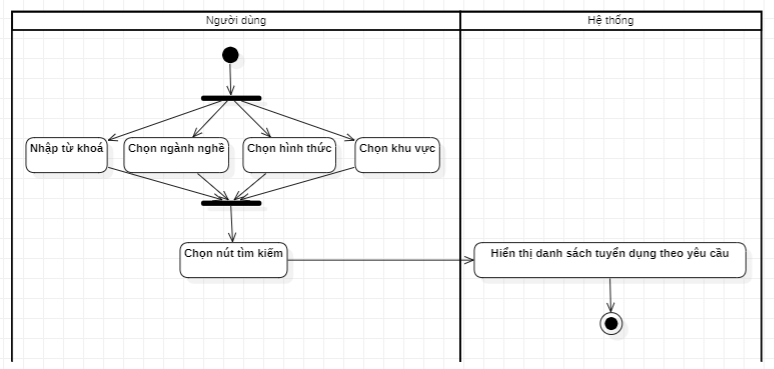 Người dùng
Hệ thống
Nhập từ khoá
Chọn ngành nghề
Chọn hình thức
Chọn khu vực
Chọn nút tìm kiếm
Hiển thị danh sách tuyển dụng theo yêu cầu